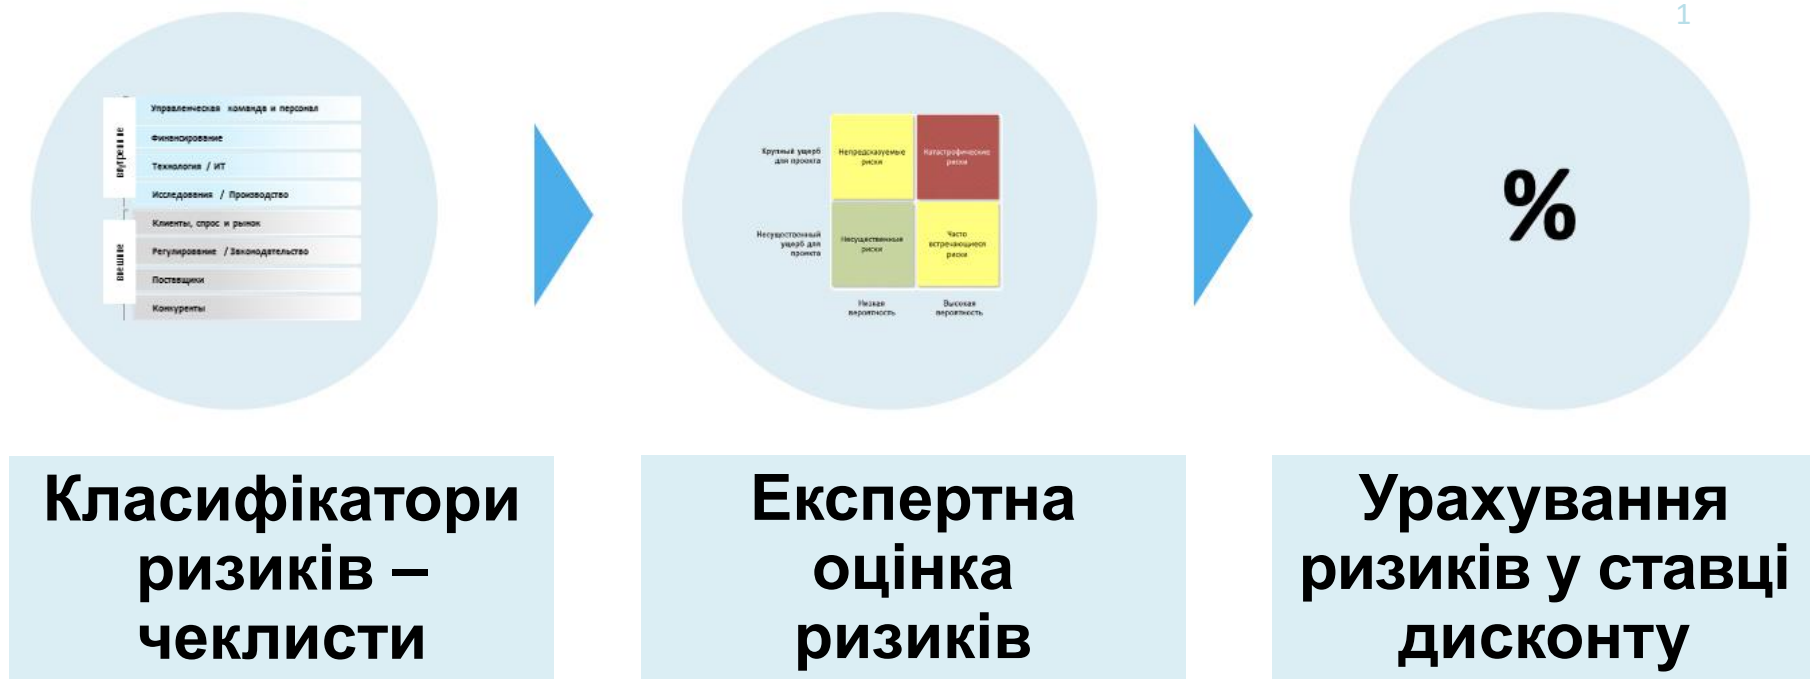 1
Внутренние
Внешние
Управленческая команда и персонал
Финансирование
Технология / ИТ
Исследования / Производство
Клиенты, спрос и рынок
Регулирование / Законодательство
Поставщики
Конкуренты
Крупный ущерб
для проекта
Непредсказуемые
риски
Катастрофические
риски
Несущественный
ущерб для
проекта
Несущественные
риски
Часто
встречающиеся
риски
Низкая
вероятность
Высокая
вероятность
%
Класифікатори
ризиків –
чеклисти
Експертна
оцінка
ризиків
Урахування
ризиків у ставці
дисконту